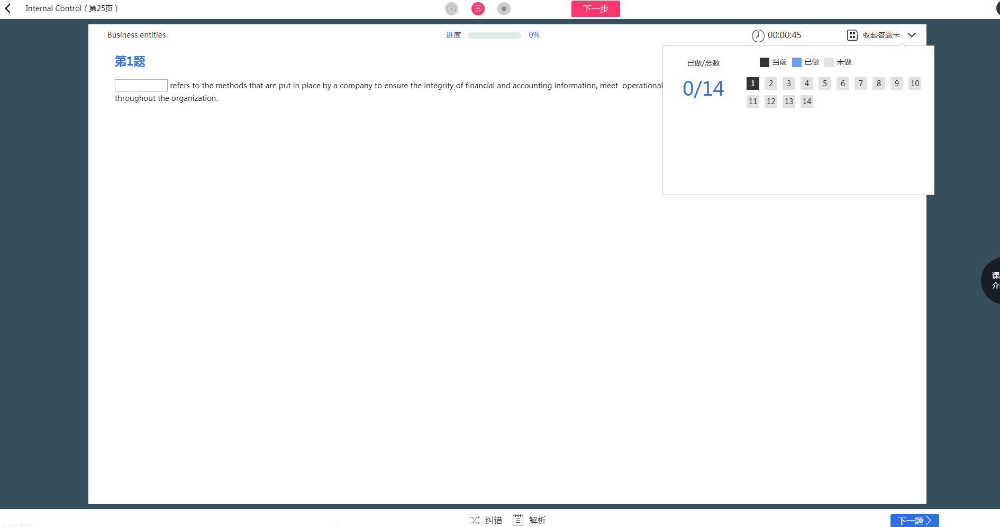 Internal Control ( 第25页 )
下一步
Business entities
进度 0%
00:00:45
收起答题卡
第1题
refers to the methods that are put in place by a company to ensure the integrity of financial and accounting information, meet operational
throughout the organization.
已做/总数
0/14
当前 已做 未做
1 2 3 4 5 6 7 8 9 10
11 12 13 14
纠错 解析
下一题
javascript:;